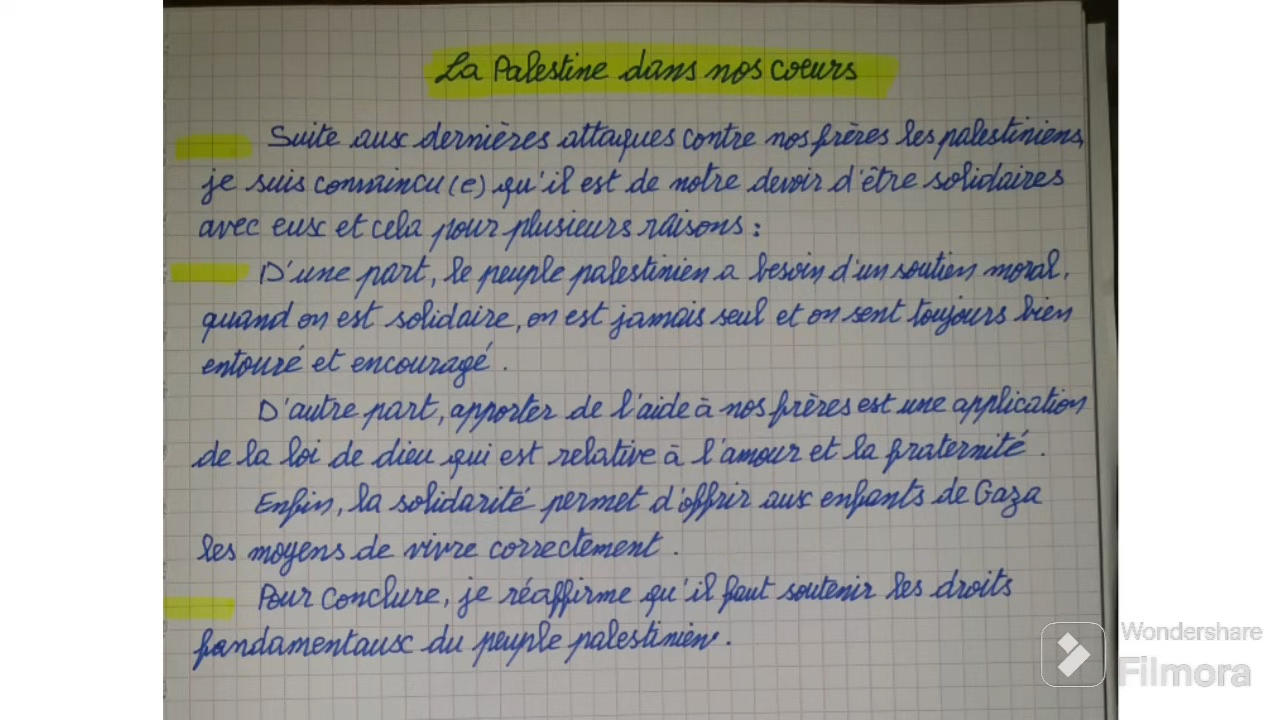 La Palestine dans nos coeurs
Suite aux dernières attaques contre nos frères les palestiniens,
je suis convaincu(e) qu'il est de notre devoir d'être solidaires
avec eux et cela pour plusieurs raisons :
D'une part, le peuple palestinien a besoin d'un soutien moral,
quand on est solidaire, on est jamais seul et on sent toujours bien
entouré et encouragé.
D'autre part, apporter de l'aide à nos frères est une application
de la loi de dieu qui est relative à l'amour et la fraternité.
Enfin, la solidarité permet d'offrir aux enfants de Gaza
les moyens de vivre correctement.
Pour conclure, je réaffirme qu'il faut soutenir les droits
fondamentaux du peuple palestinien.
Wondershare
Filmora